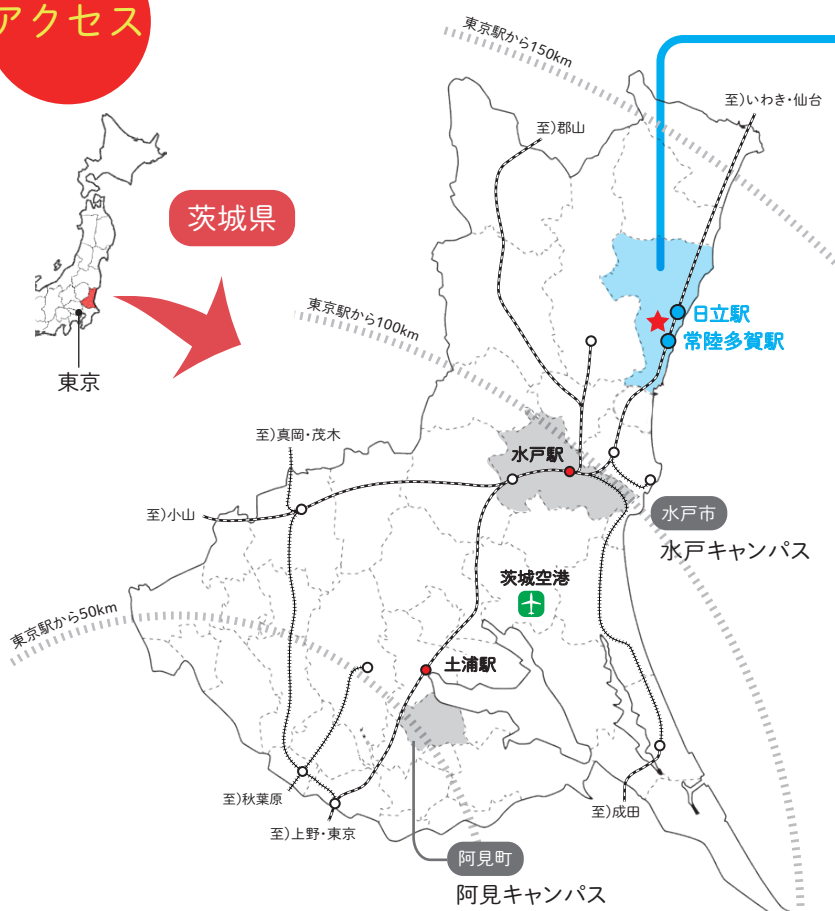 アクセス
東京駅から150km
至)いわき・仙台
至)郡山
茨城県
東京駅から100km
日立駅
常陸多賀駅
東京
至)真岡・茂木
水戸駅
至)小山
水戸市
水戸キャンパス
茨城空港
東京駅から50km
土浦駅
至)秋葉原
至)成田
至)上野・東京
阿見町
阿見キャンパス